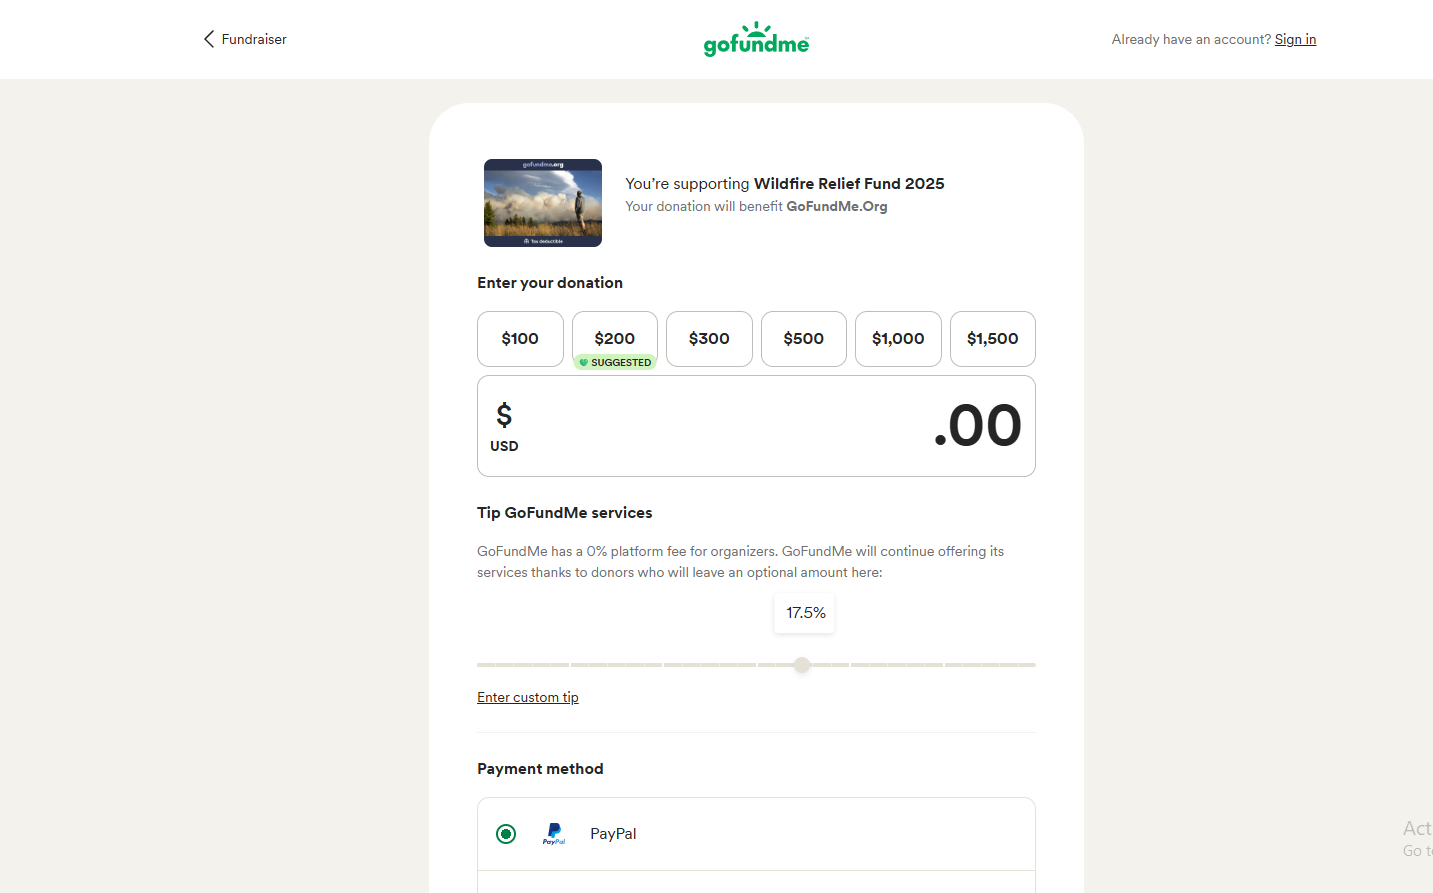 Fundraiser
gofundme
Already have an account? Sign in
gofundme.org
Tax deductible
You’re supporting Wildfire Relief Fund 2025
Your donation will benefit GoFundMe.Org
Enter your donation
$100
$200
$300
$500
$1,000
$1,500
SUGGESTED
$
USD
.00
Tip GoFundMe services
GoFundMe has a 0% platform fee for organizers. GoFundMe will continue offering its
services thanks to donors who will leave an optional amount here:
17.5%
Enter custom tip
Payment method
PayPal
PayPal
Act
Go t